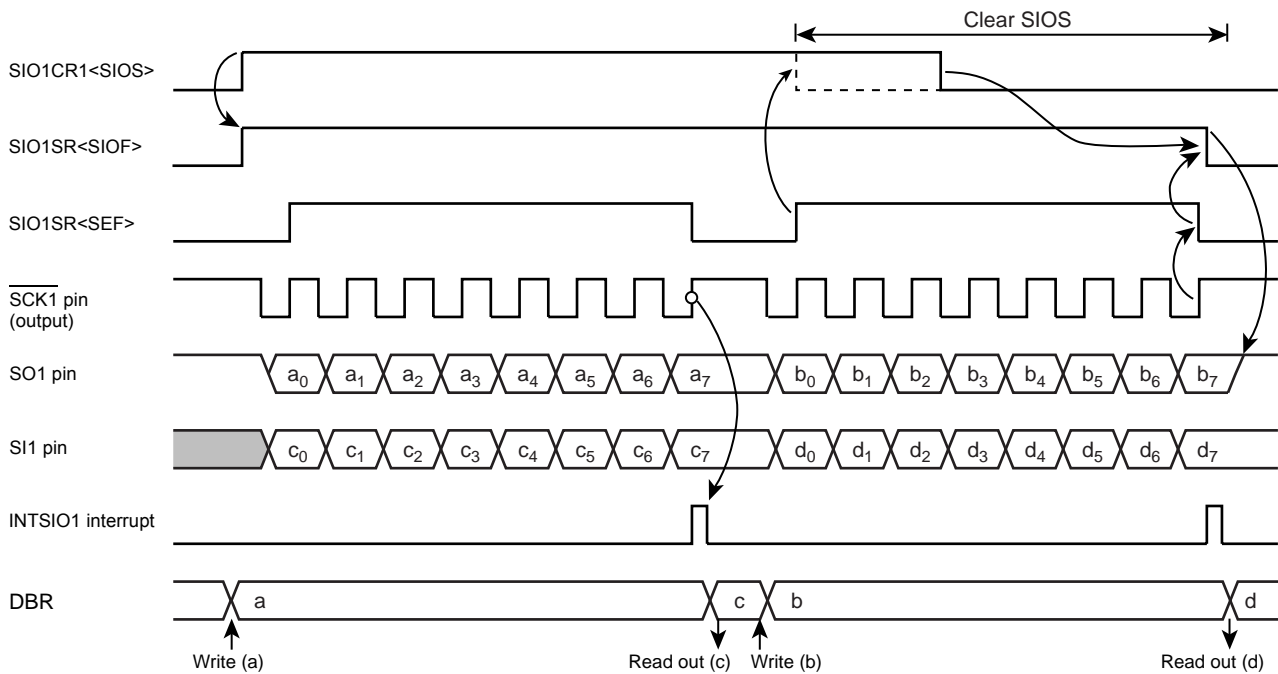 Clear SIOS
SIO1CR1<SIOS>
SIO1SR<SIOF>
SIO1SR<SEF>
SCK1 pin
(output)
SO1 pin a0 a1 a2 a3 a4 a5 a6 a7 b0 b1 b2 b3 b4 b5 b6 b7
SI1 pin c0 c1 c2 c3 c4 c5 c6 c7 d0 d1 d2 d3 d4 d5 d6 d7
INTSIO1 interrupt
DBR a c b d
Write (a) Read out (c) Write (b) Read out (d)